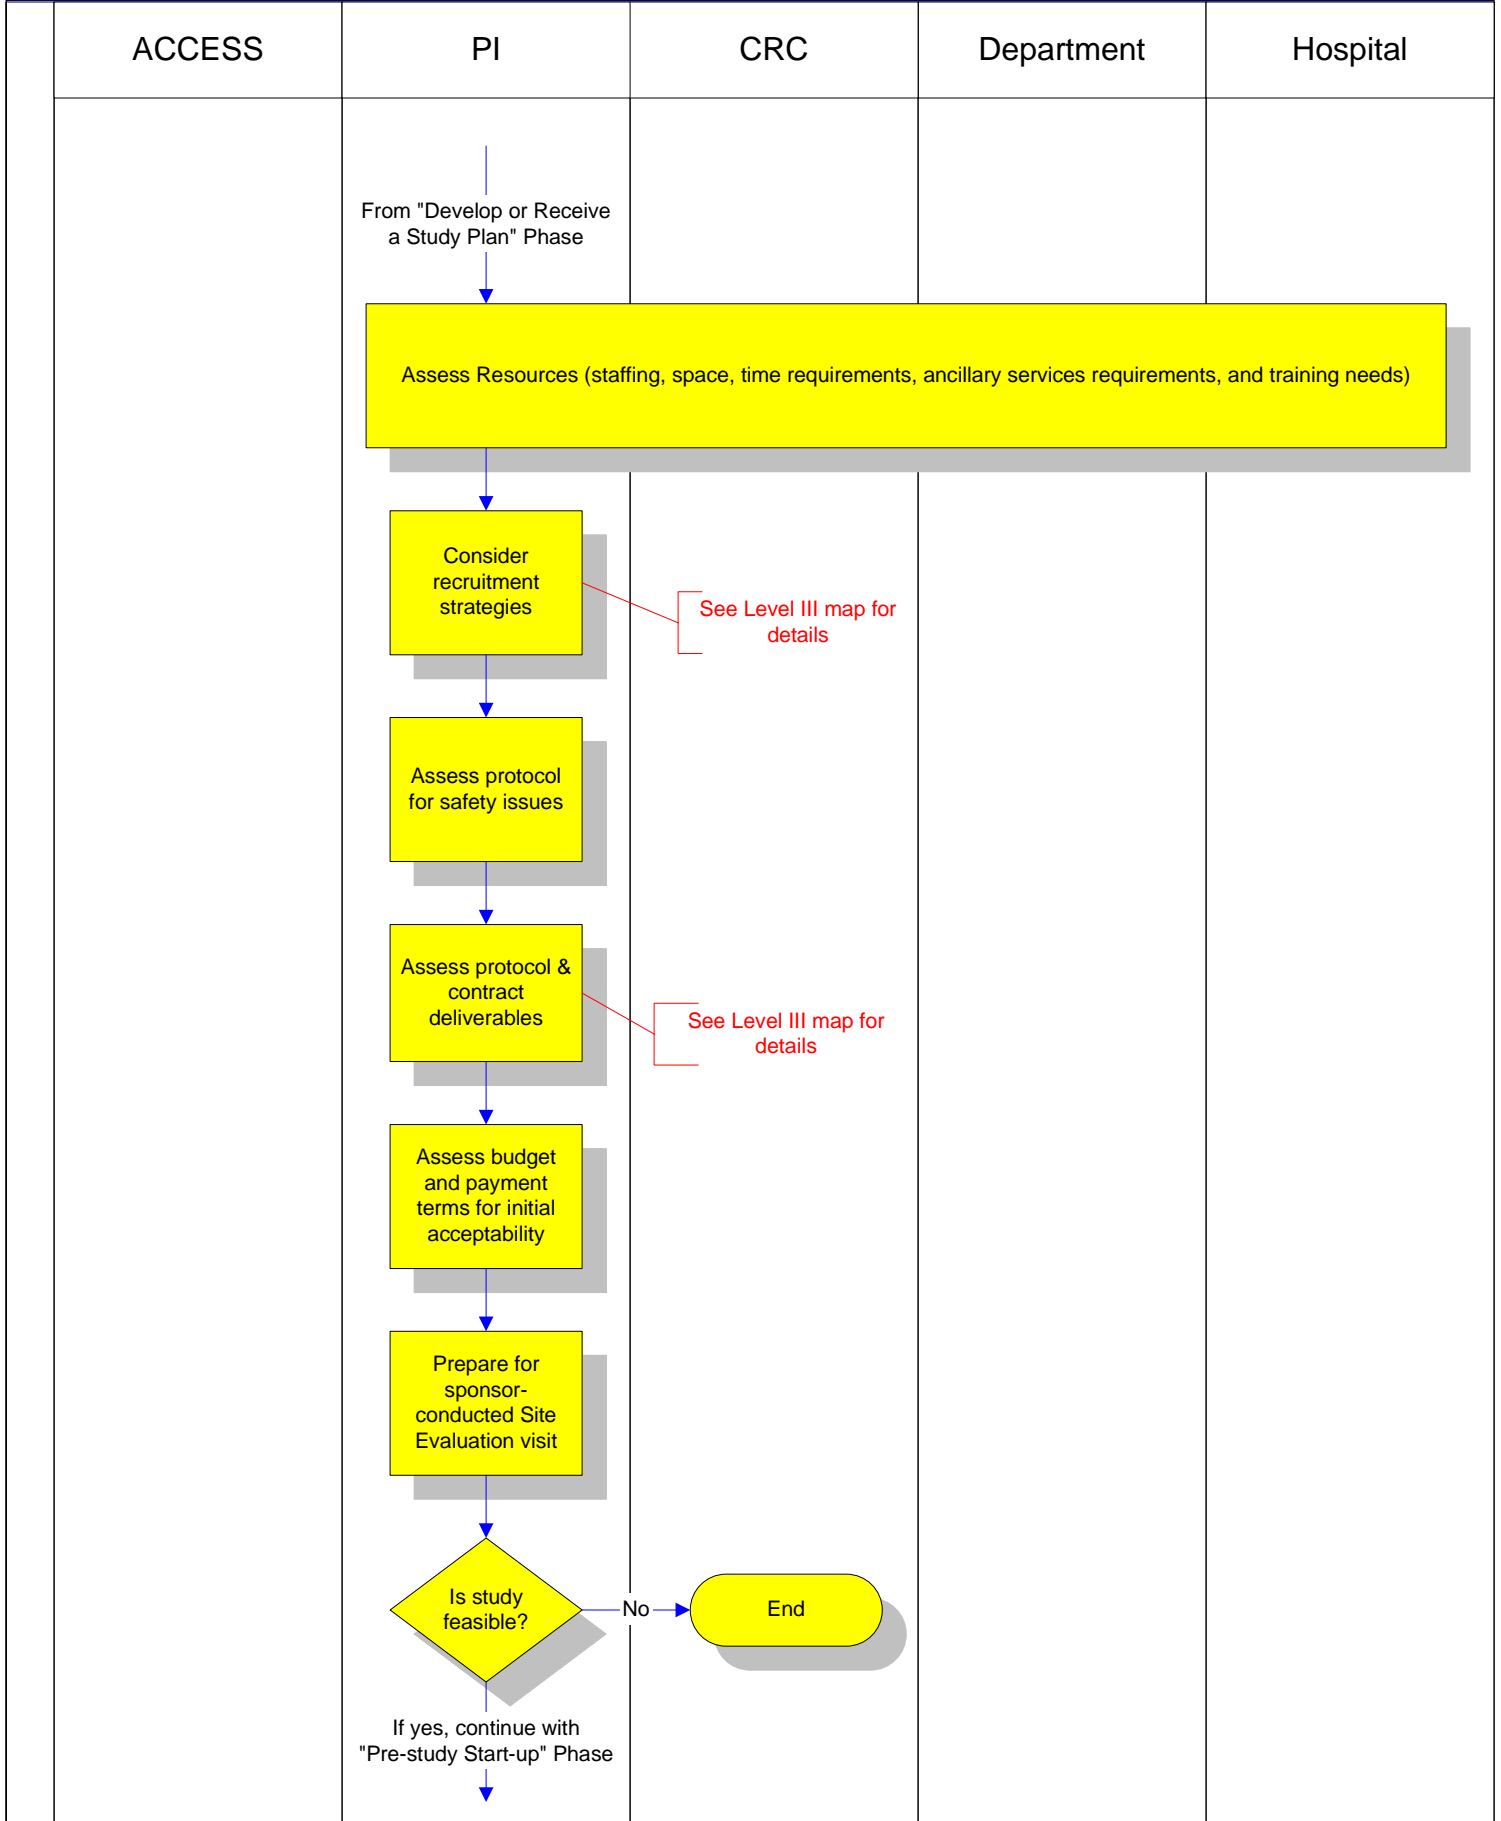 ACCESS
PI
CRC
Department
Hospital
From "Develop or Receive
a Study Plan" Phase
Assess Resources (staffing, space, time requirements, ancillary services requirements, and training needs)
Consider
recruitment
strategies
See Level III map for
details
Assess protocol
for safety issues
Assess protocol &
contract
deliverables
See Level III map for
details
Assess budget
and payment
terms for initial
acceptability
Prepare for
sponsor-
conducted Site
Evaluation visit
Is study
feasible?
No
End
If yes, continue with
"Pre-study Start-up" Phase